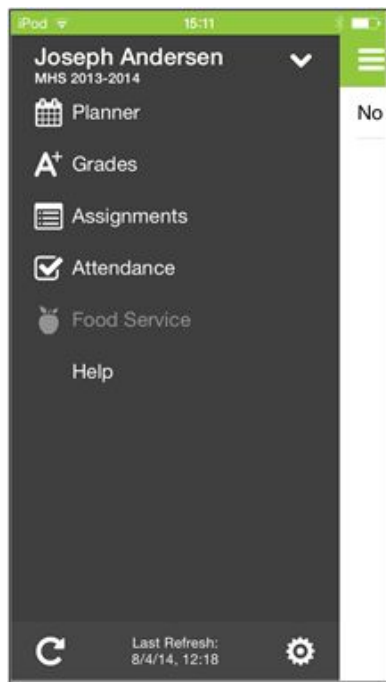 iPod 15:11
Joseph Andersen
MHS 2013-2014
No
Planner
A+ Grades
Assignments
Attendance
Food Service
Help
Last Refresh:
8/4/14, 12:18